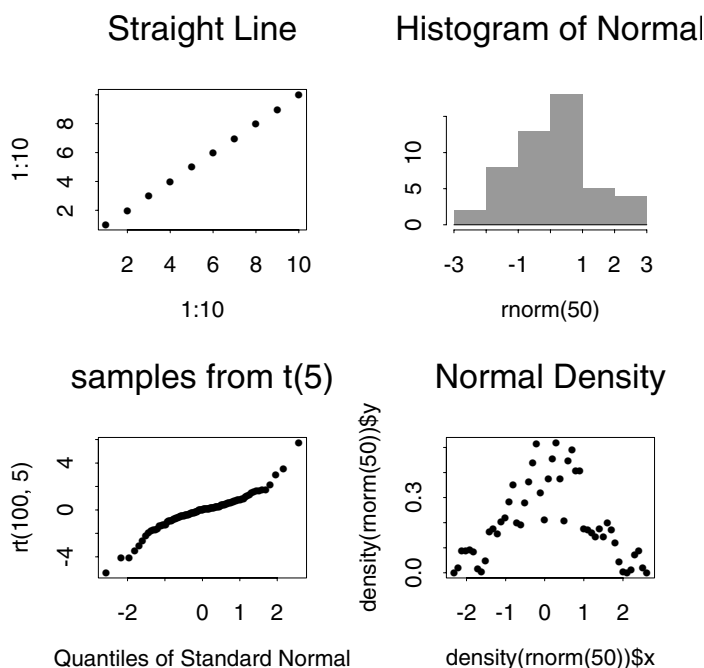 Straight Line
1:10
2 4 6 8
2 4 6 8 10
1:10
Histogram of Normal
0 5 10
-3 -1 1 2 3
rnorm(50)
samples from t(5)
rt(100, 5)
-4 0 4
-2 0 1 2
Quantiles of Standard Normal
Normal Density
density(rnorm(50))$y
0.0 0.3
-2 -1 0 1 2
density(rnorm(50))$x